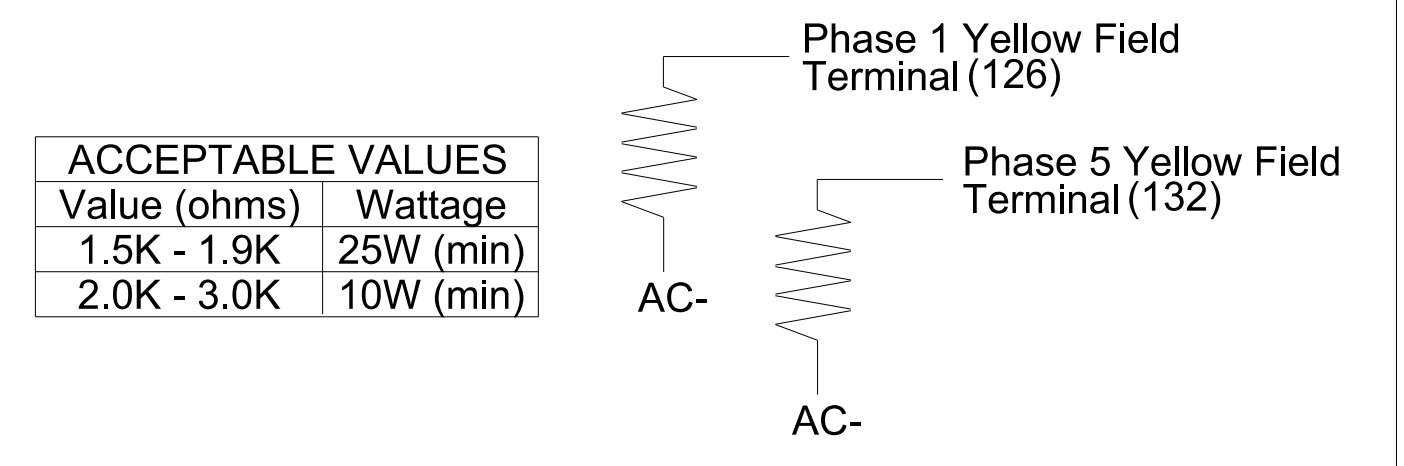 ACCEPTABLE VALUES
Value (ohms) Wattage
1.5K - 1.9K 25W (min)
2.0K - 3.0K 10W (min)
Phase 1 Yellow Field
Terminal (126)
AC-
Phase 5 Yellow Field
Terminal (132)
AC-